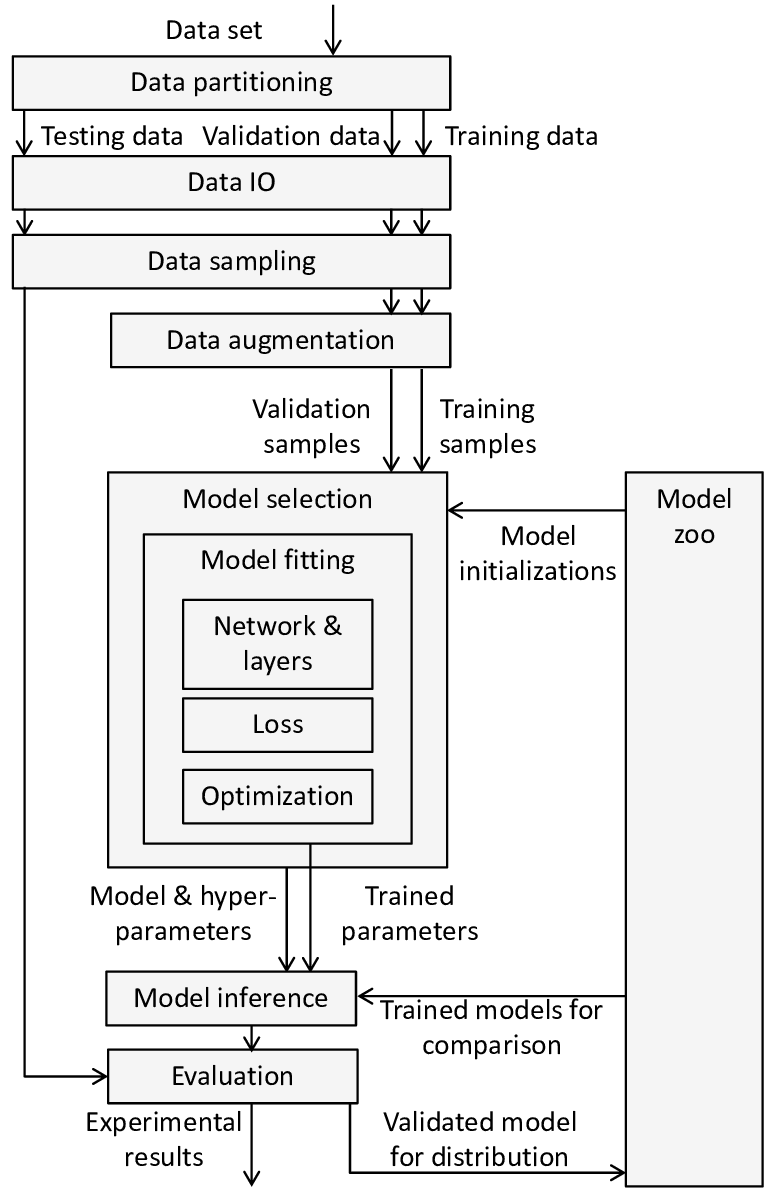 Data set
Data partitioning
Testing data
Validation data
Training data
Data IO
Data sampling
Data augmentation
Validation
samples
Training
samples
Model selection
Model
zoo
Model
initializations
Model fitting
Network &
layers
Loss
Optimization
Model & hyper-
parameters
Trained
parameters
Model inference
Trained models for
comparison
Evaluation
Experimental
results
Validated model
for distribution